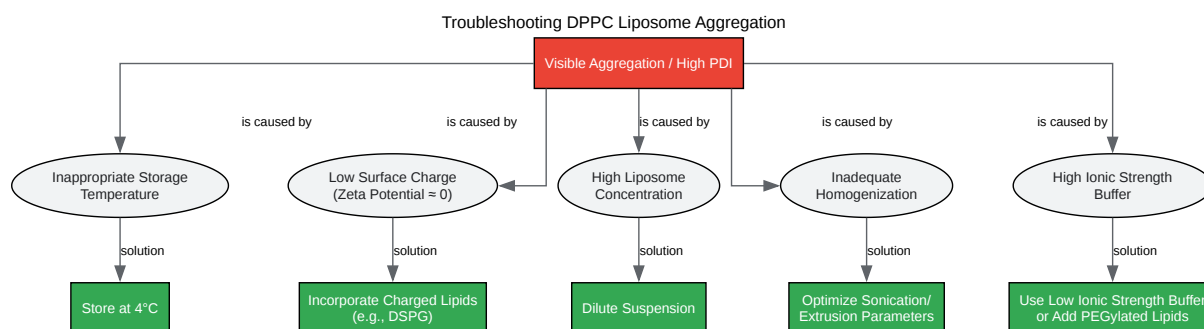 Troubleshooting DPPC Liposome Aggregation
Visible Aggregation / High PDI
is caused by
is caused by
is caused by
is caused by
is caused by
Inappropriate Storage
Temperature
Low Surface Charge
(Zeta Potential ≈ 0)
High Liposome
Concentration
Inadequate
Homogenization
High Ionic Strength
Buffer
solution
solution
solution
solution
solution
Store at 4°C
Incorporate Charged Lipids
(e.g., DSPG)
Dilute Suspension
Optimize Sonication/
Extrusion Parameters
Use Low Ionic Strength Buffer
or Add PEGylated Lipids